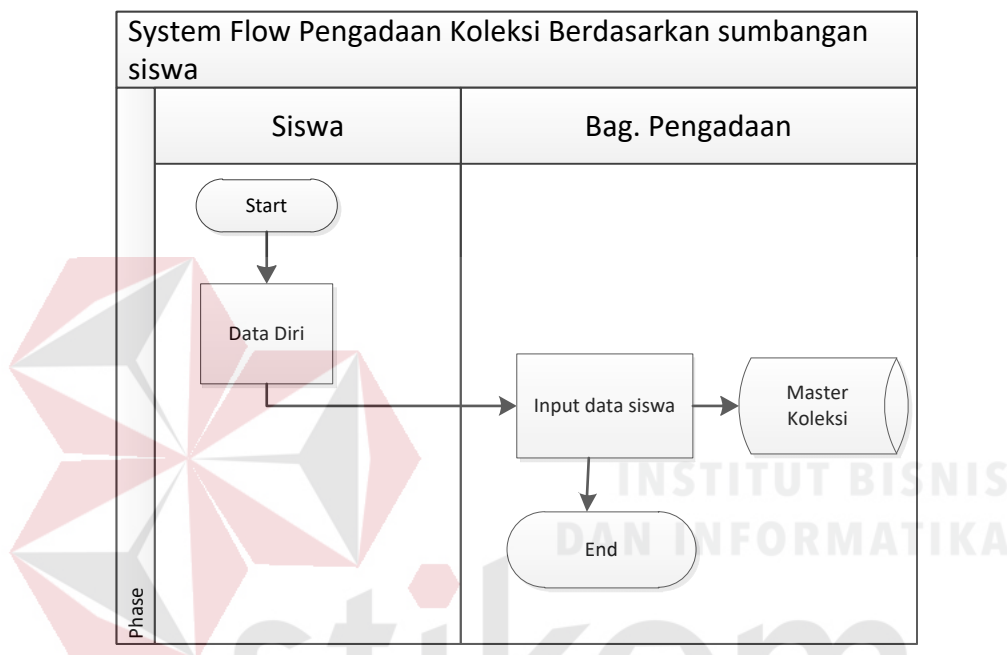 System Flow Pengadaan Koleksi Berdasarkan sumbangan
siswa
Siswa
Bag. Pengadaan
Start
Data Diri
Input data siswa
Master
Koleksi
End
Phase
INSTITUT BISNIS
DAN INFORMATIKA
stikom